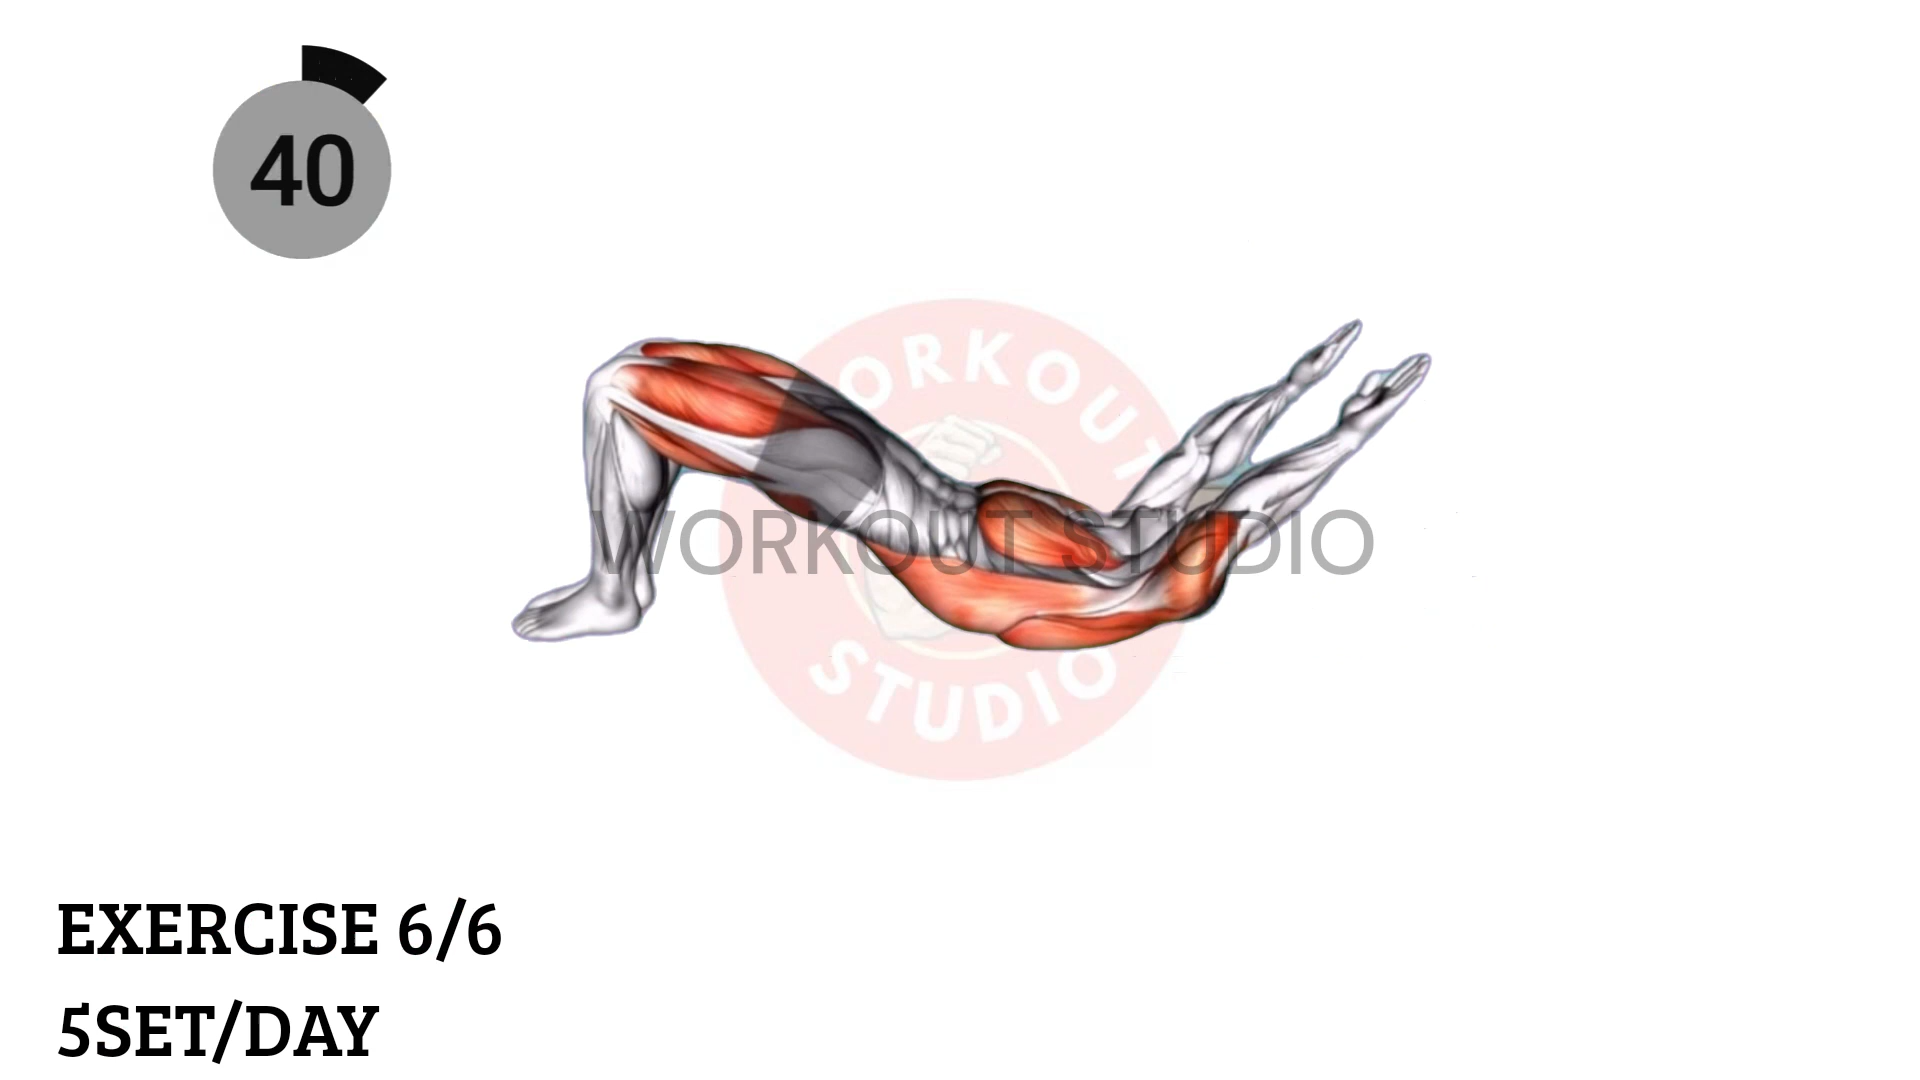 40
WORKOUT
WORKOUT STUDIO
STUDIO
EXERCISE 6/6
5SET/DAY